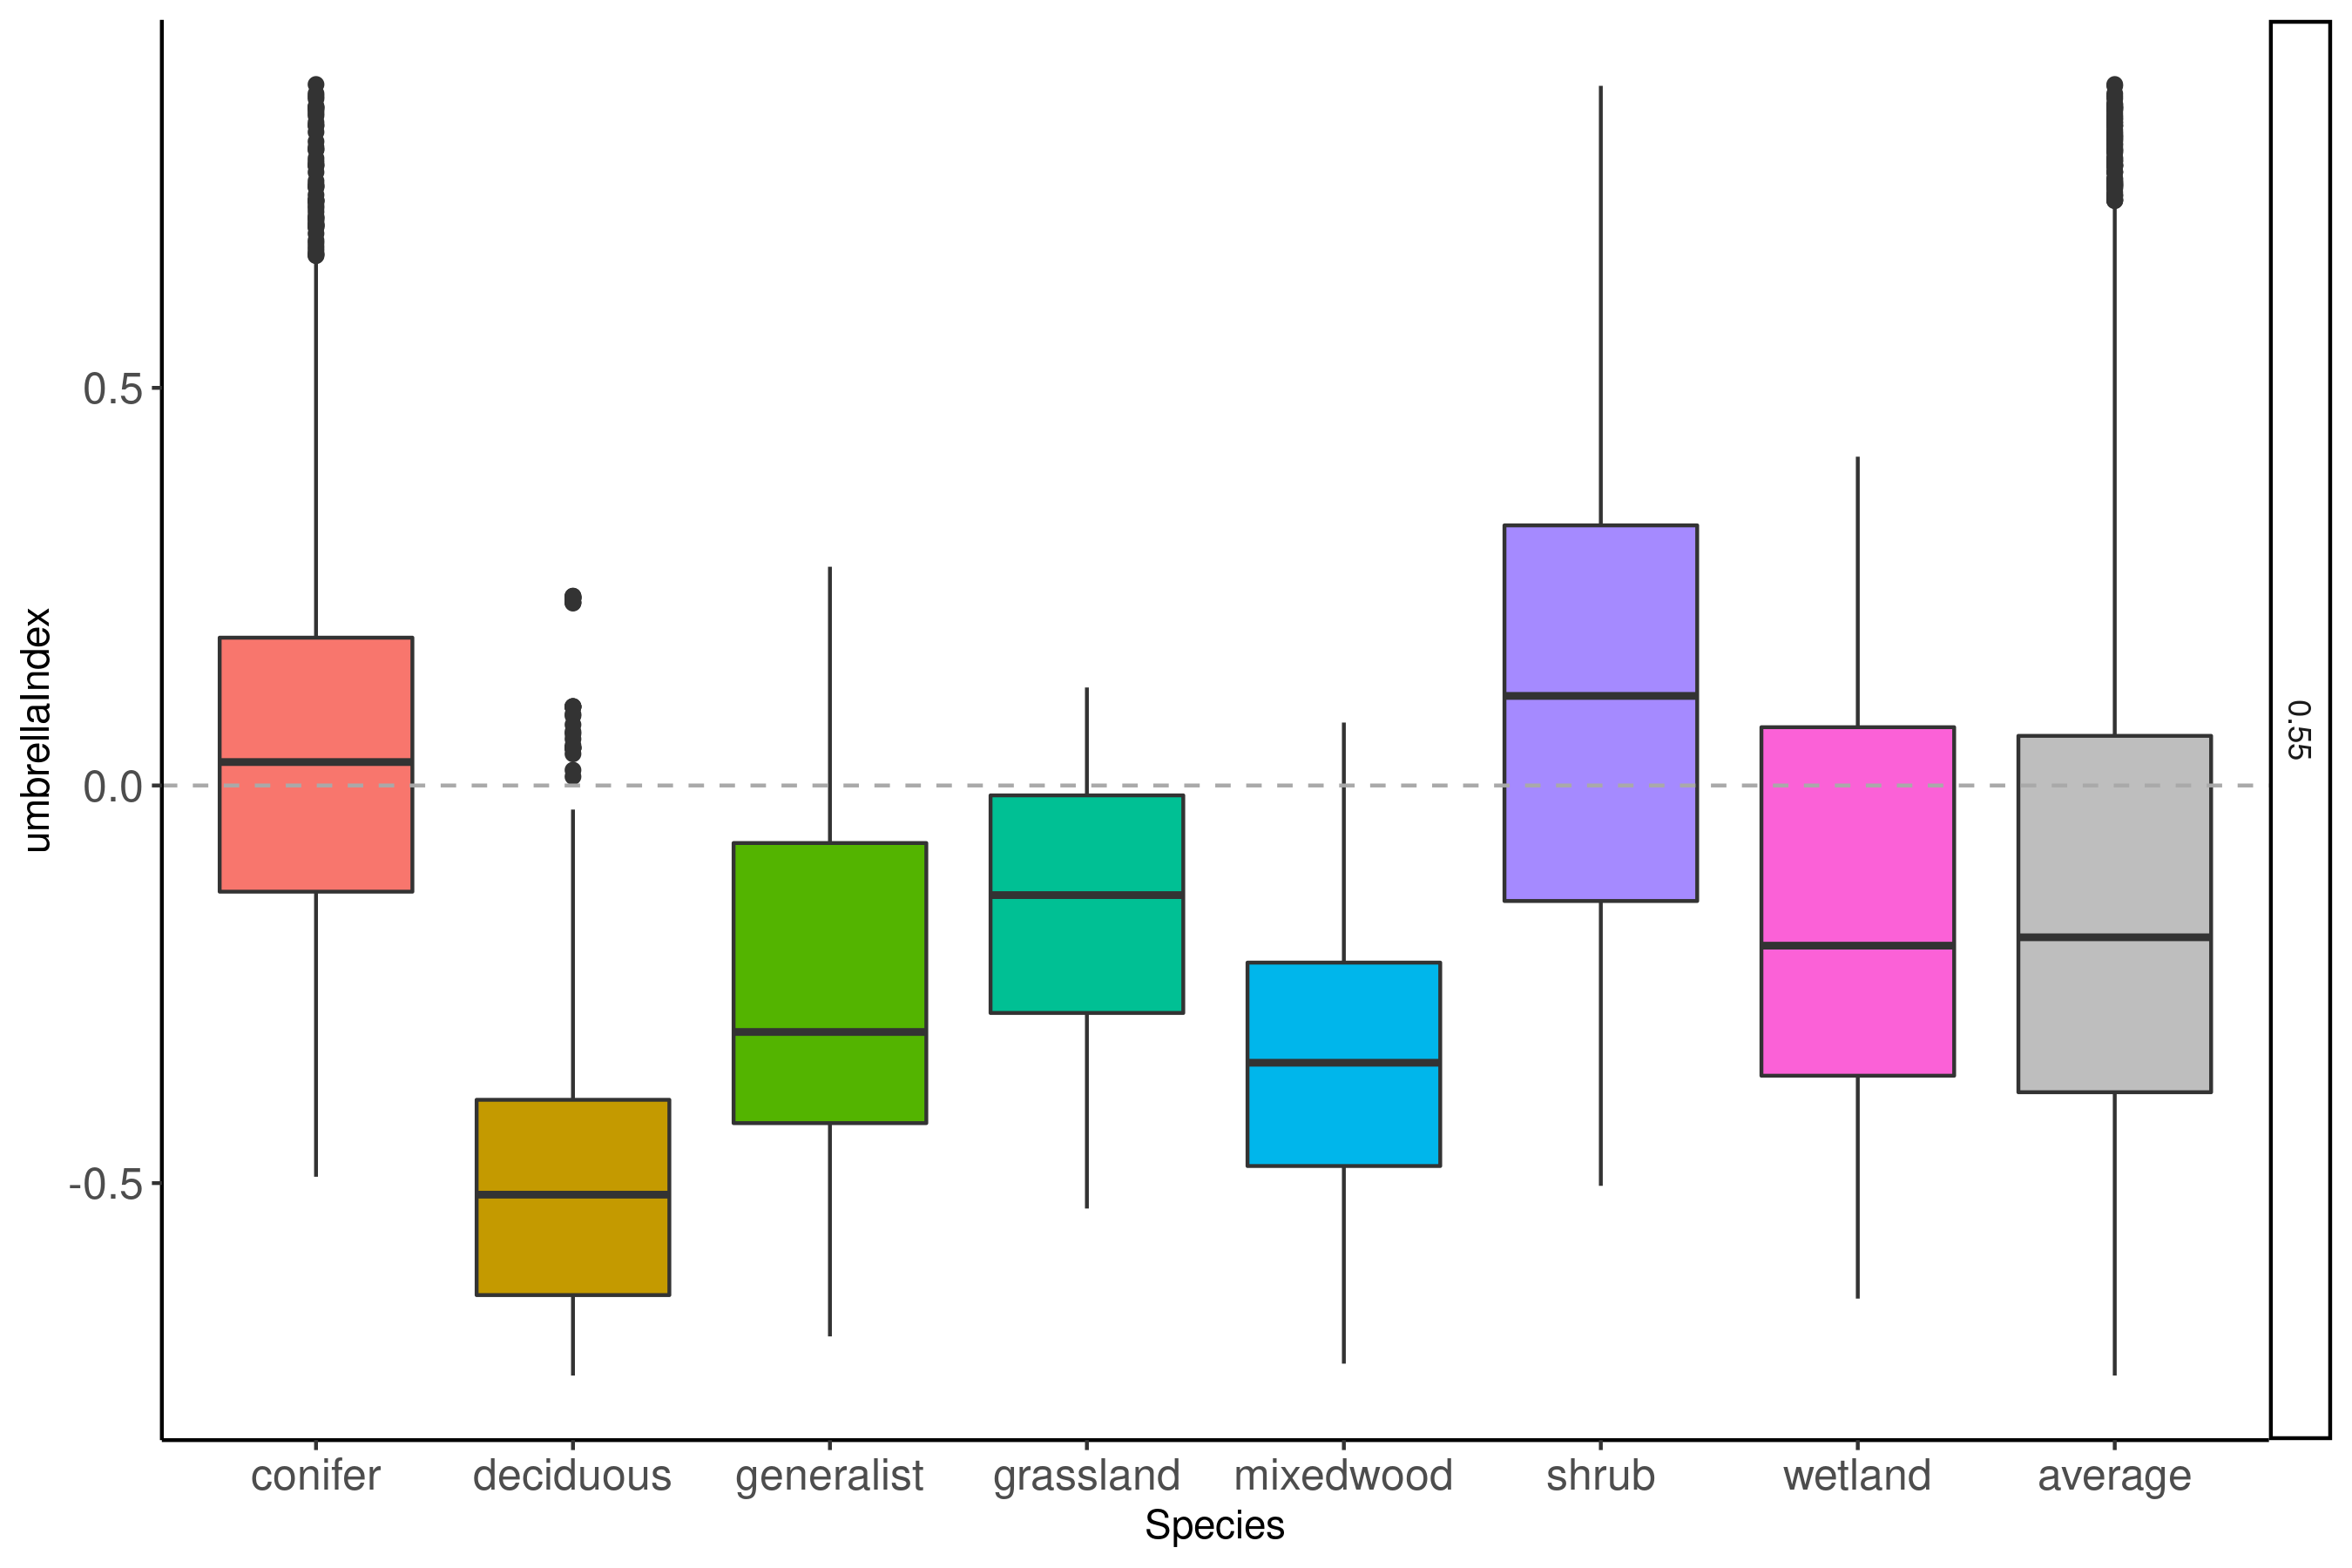 umbrellaIndex
0.5
0.0
-0.5
conifer deciduous generalist grassland mixedwood shrub wetland average
Species
0.55